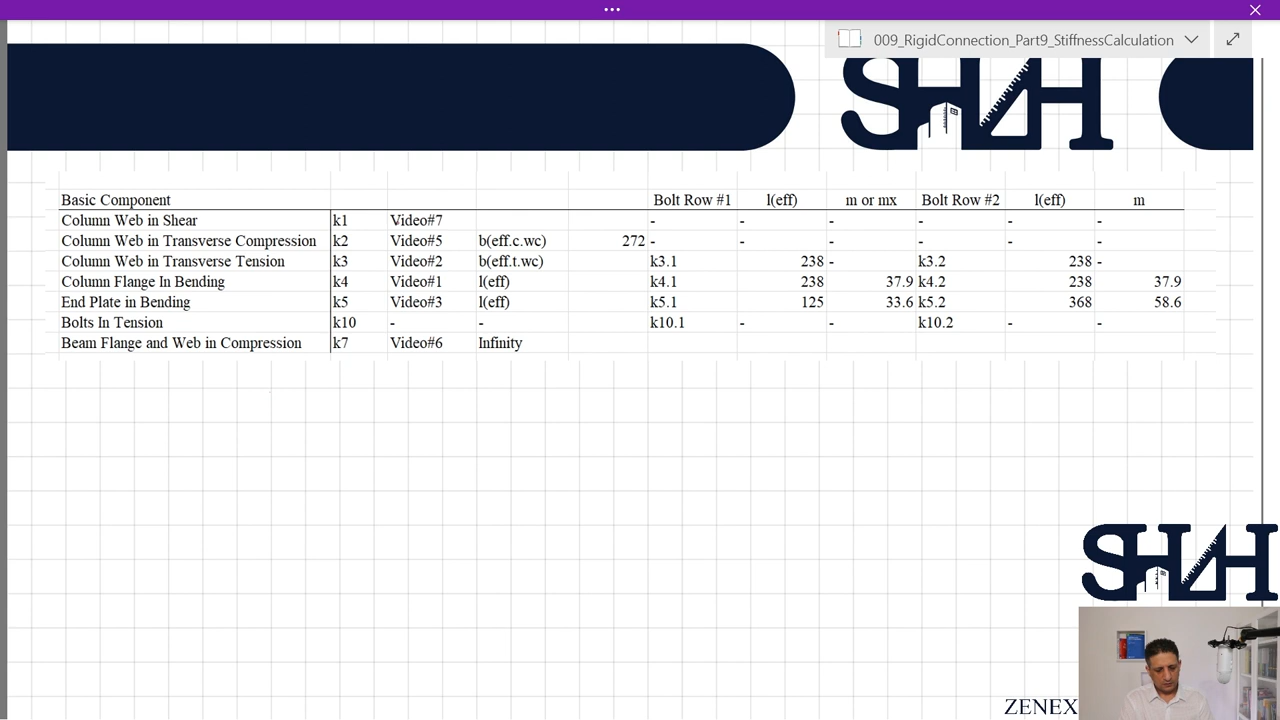 009_RigidConnection_Part9_StiffnessCalculation
SHZH
Basic Component Bolt Row #1 l(eff) m or mx Bolt Row #2 l(eff) m
Column Web in Shear k1 Video#7 - - - - - -
Column Web in Transverse Compression k2 Video#5 b(eff.c.wc) 272 - - - - - -
Column Web in Transverse Tension k3 Video#2 b(eff.t.wc) k3.1 238 - k3.2 238 -
Column Flange In Bending k4 Video#1 l(eff) k4.1 238 37.9 k4.2 238 37.9
End Plate in Bending k5 Video#3 l(eff) k5.1 125 33.6 k5.2 368 58.6
Bolts In Tension k10 - - k10.1 - - k10.2 - -
Beam Flange and Web in Compression k7 Video#6 Infinity
SHZH
ZENEX